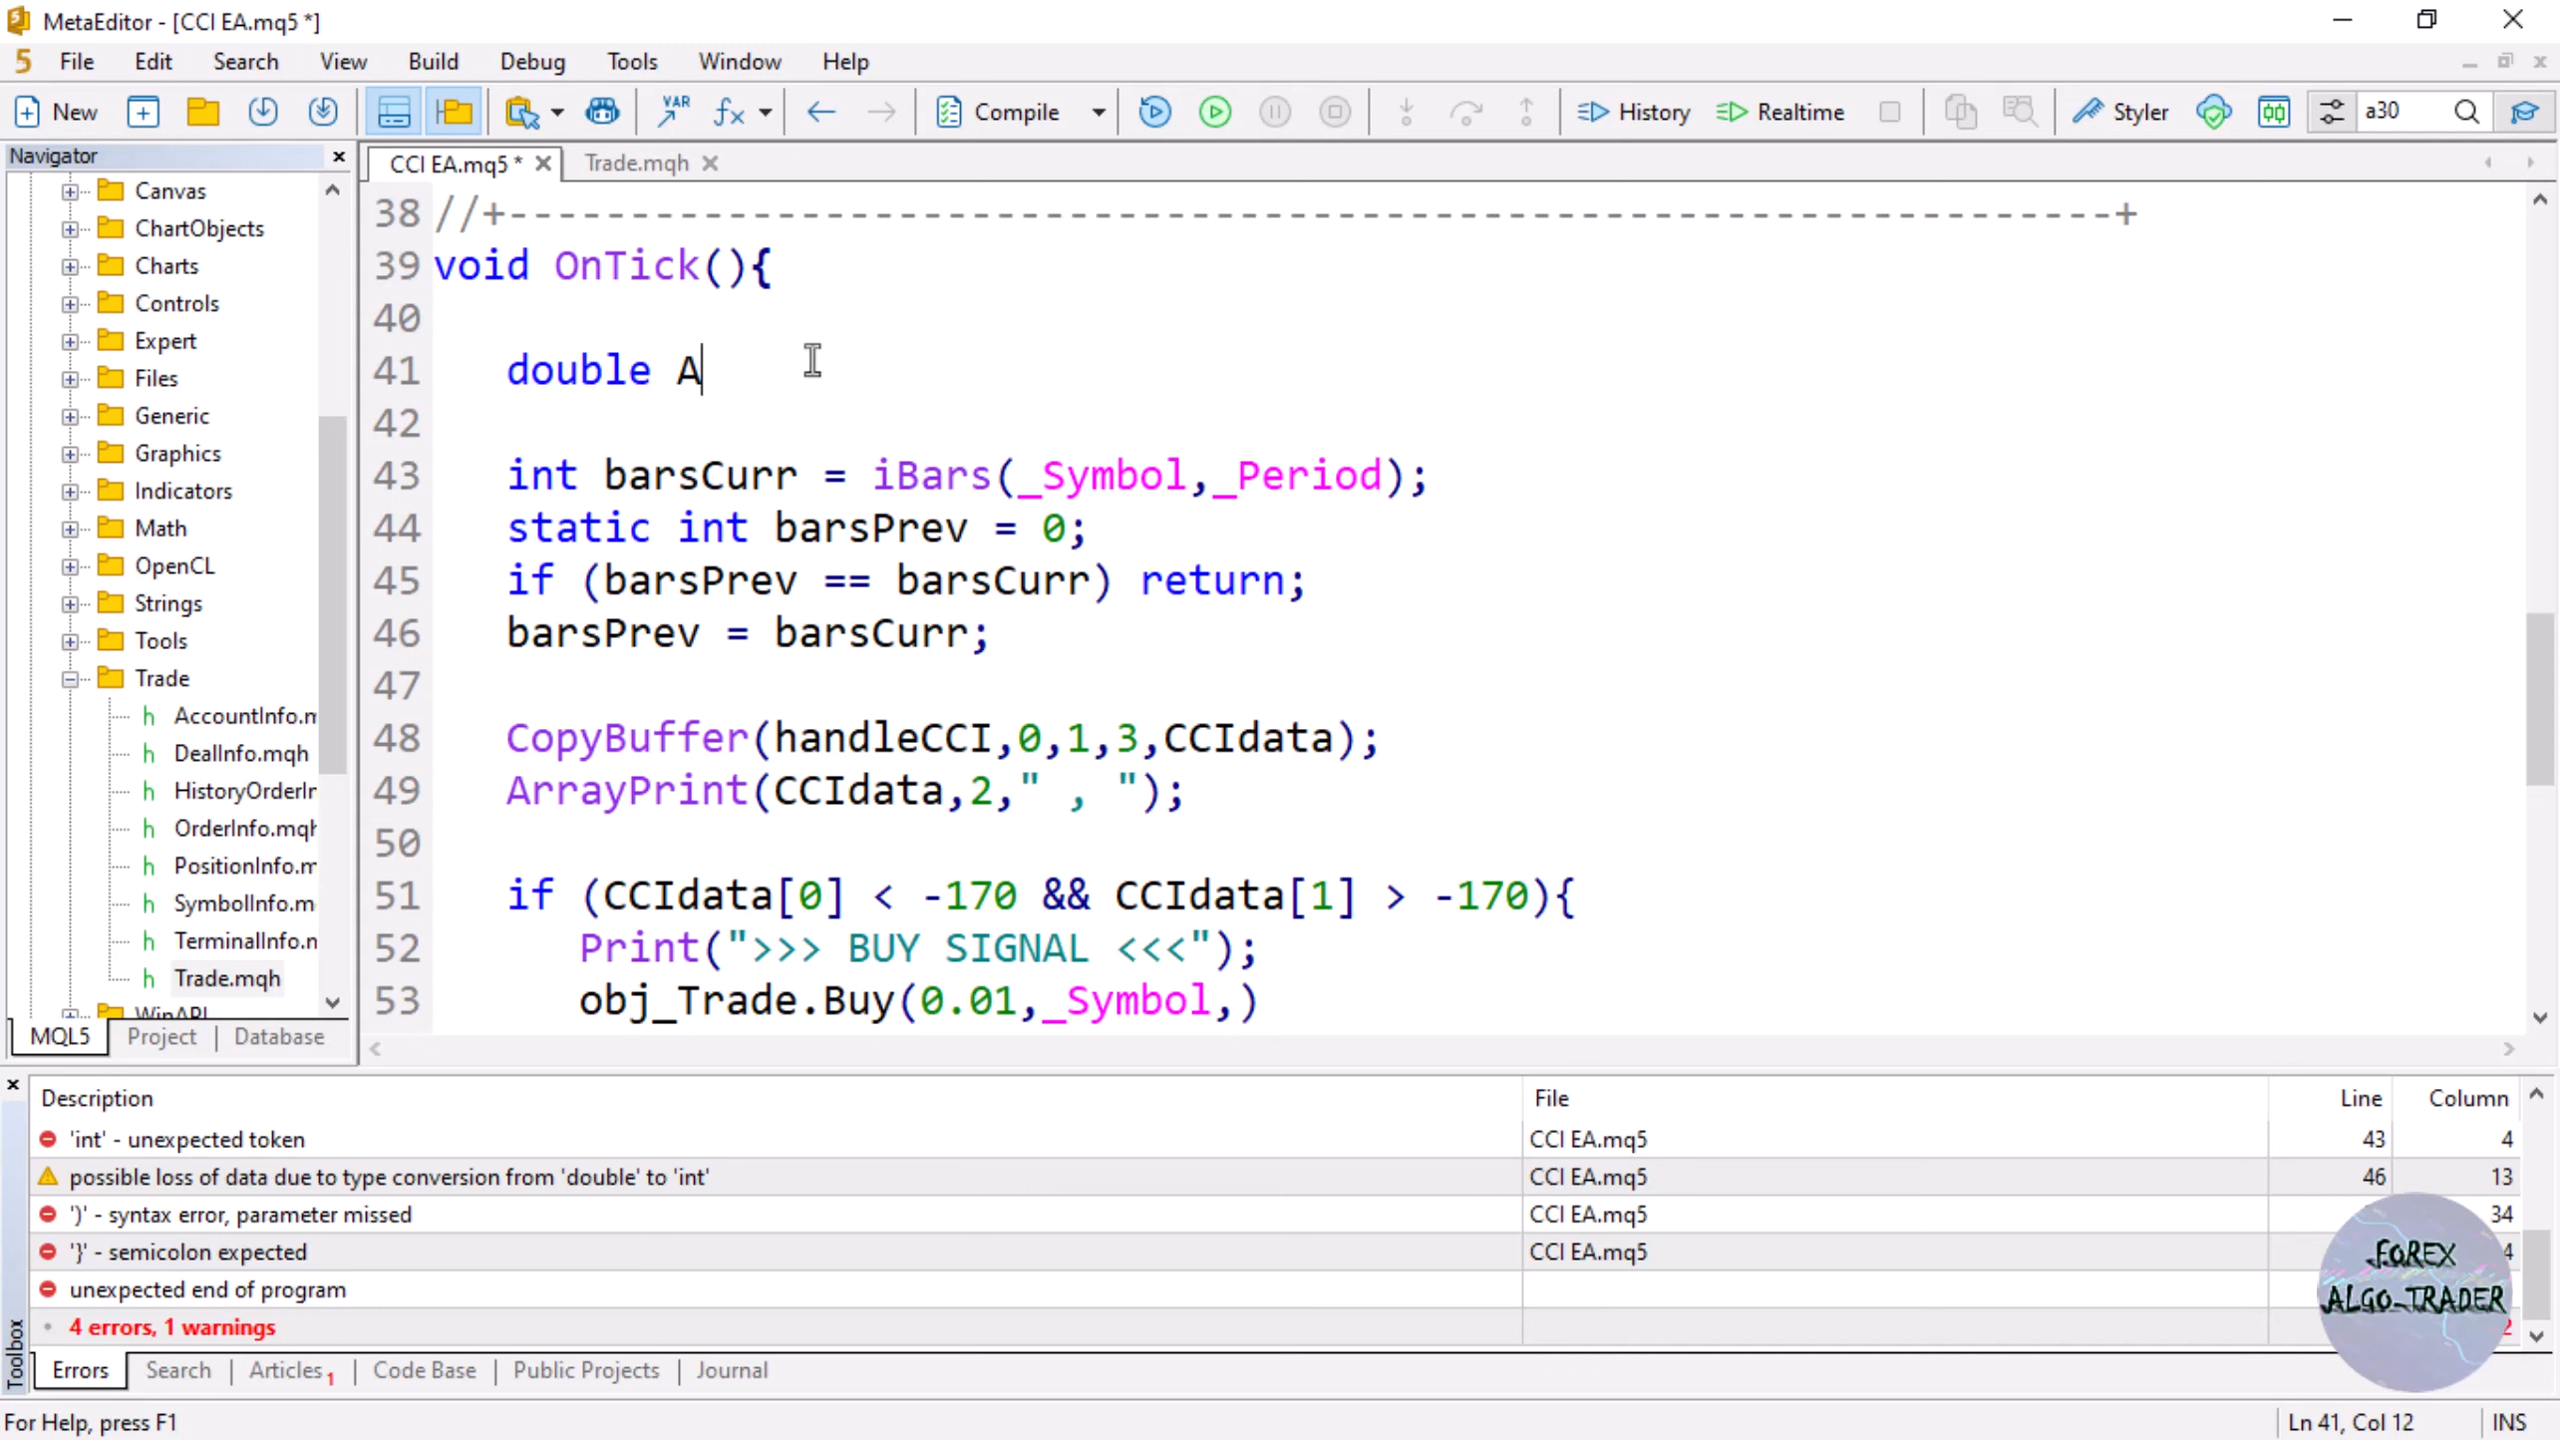 MetaEditor - [CCI EA.mq5 *]
5 File Edit Search View Build Debug Tools Window Help
New VAR fx Compile History Realtime Styler a30
Navigator
CCI EA.mq5 * Trade.mqh
Canvas
ChartObjects
Charts
Controls
Expert
Files
Generic
Graphics
Indicators
Math
OpenCL
Strings
Tools
Trade
h AccountInfo.m
h DealInfo.mqh
h HistoryOrderIn
h OrderInfo.mqh
h PositionInfo.m
h SymbolInfo.m
h TerminalInfo.m
h Trade.mqh
WinAPI
MQL5 Project Database
38 //+------------------------------------------------------------------+
39 void OnTick(){
40
41 double A
42
43 int barsCurr = iBars(_Symbol,_Period);
44 static int barsPrev = 0;
45 if (barsPrev == barsCurr) return;
46 barsPrev = barsCurr;
47
48 CopyBuffer(handleCCI,0,1,3,CCIdata);
49 ArrayPrint(CCIdata,2," , ");
50
51 if (CCIdata[0] < -170 && CCIdata[1] > -170){
52 Print(">>> BUY SIGNAL <<<");
53 obj_Trade.Buy(0.01,_Symbol,)
Description File Line Column
'int' - unexpected token CCI EA.mq5 43 4
possible loss of data due to type conversion from 'double' to 'int' CCI EA.mq5 46 13
')' - syntax error, parameter missed CCI EA.mq5 34
'}' - semicolon expected CCI EA.mq5 4
unexpected end of program
4 errors, 1 warnings 2
FOREX
ALGO-TRADER
Toolbox
Errors Search Articles 1 Code Base Public Projects Journal
For Help, press F1 Ln 41, Col 12 INS